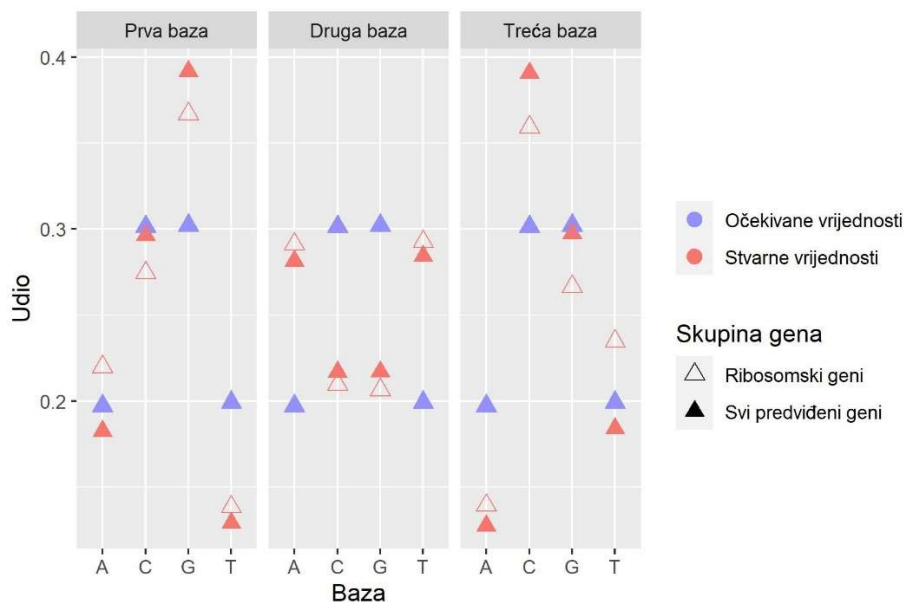 Prva baza
Druga baza
Treća baza
0.4
0.3
0.2
Udio
A C G T
A C G T
A C G T
Baza
Očekivane vrijednosti
Stvarne vrijednosti
Skupina gena
Ribosomski geni
Svi predviđeni geni